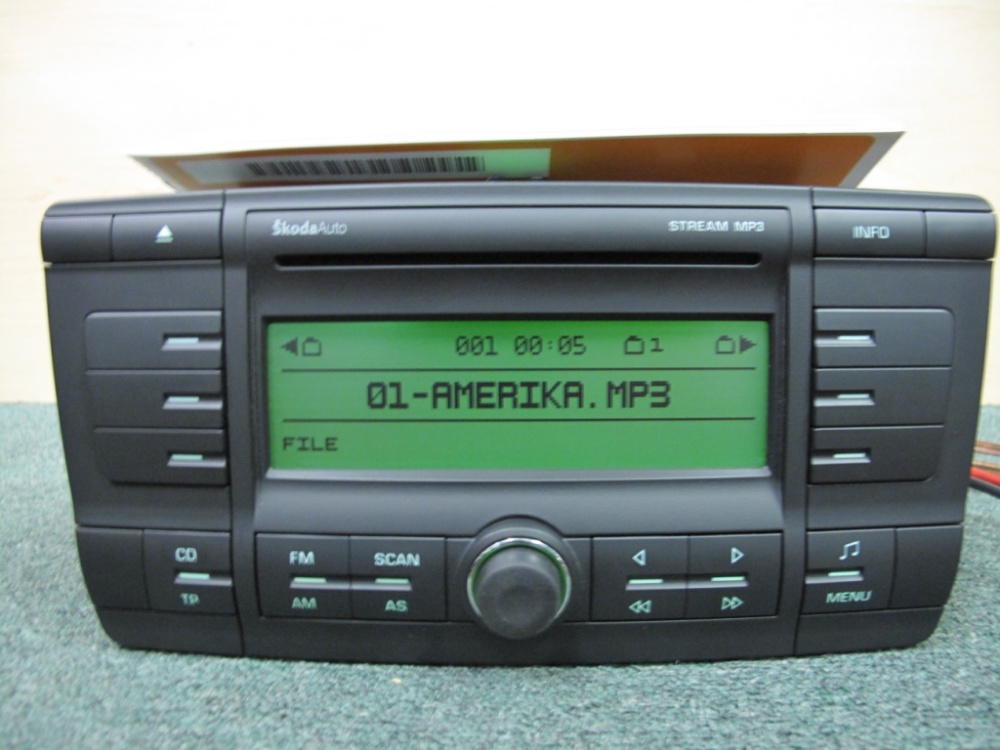 ŠkodaAuto
STREAM MP3
INFO
001 00:05 1
01-AMERIKA.MP3
FILE
CD
TP
FM
AM
SCAN
AS
MENU